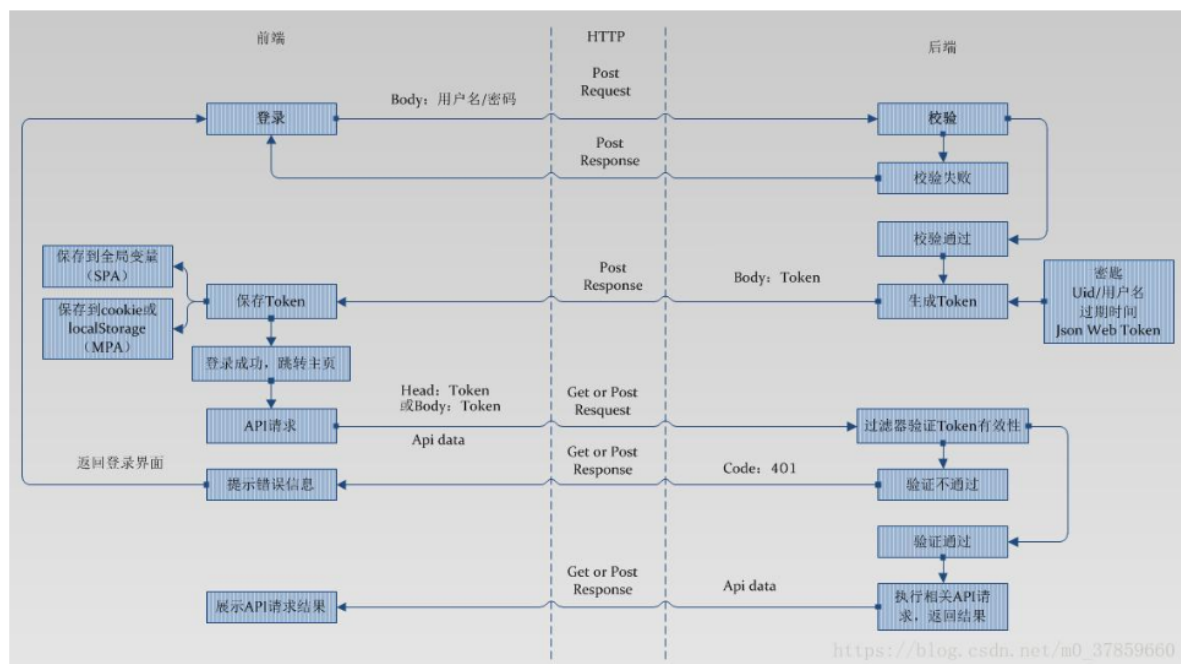 前端
HTTP
后端
Post
Request
Body：用户名/密码
登录
校验
Post
Response
校验失败
校验通过
保存到全局变量
（SPA）
Post
Response
Body：Token
密匙
Uid/用户名
过期时间
Json Web Token
保存Token
生成Token
保存到cookie或
localStorage
（MPA）
登录成功，跳转主页
Head：Token
或Body：Token
Get or Post
Resquest
API请求
Api data
过滤器验证Token有效性
返回登录界面
Get or Post
Response
Code：401
提示错误信息
验证不通过
验证通过
Get or Post
Response
Api data
展示API请求结果
执行相关API请
求，返回结果
https://blog.csdn.net/m0_37859660